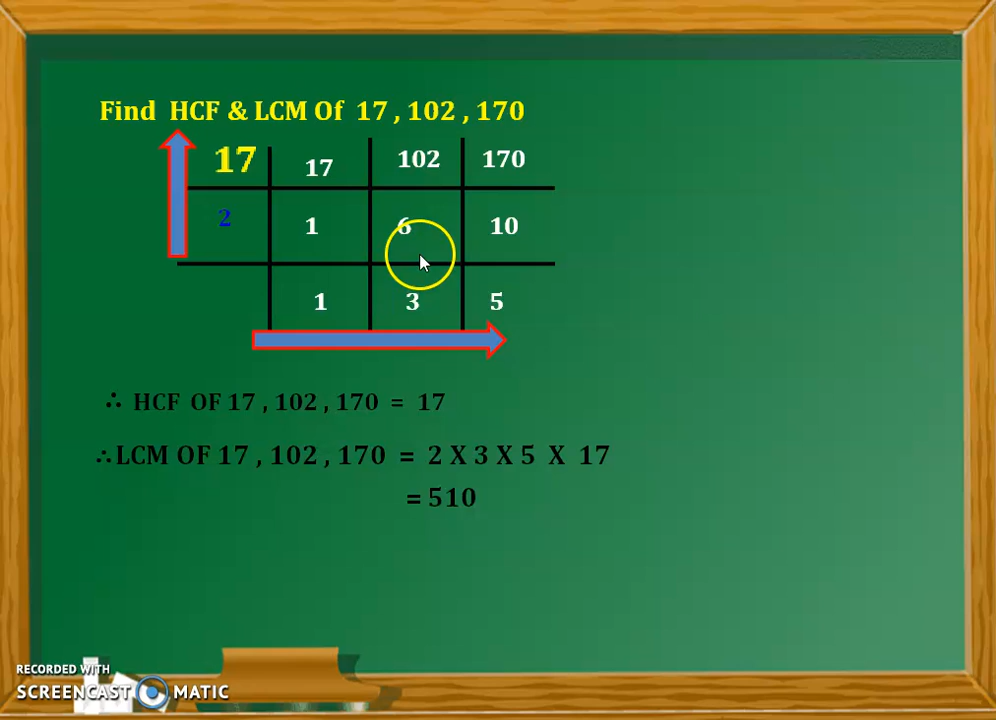 Find HCF & LCM Of 17 , 102 , 170
17 17 102 170
2 1 6 10
1 3 5
∴ HCF OF 17 , 102 , 170 = 17
∴ LCM OF 17 , 102 , 170 = 2 X 3 X 5 X 17
= 510
RECORDED WITH
SCREENCAST MATIC